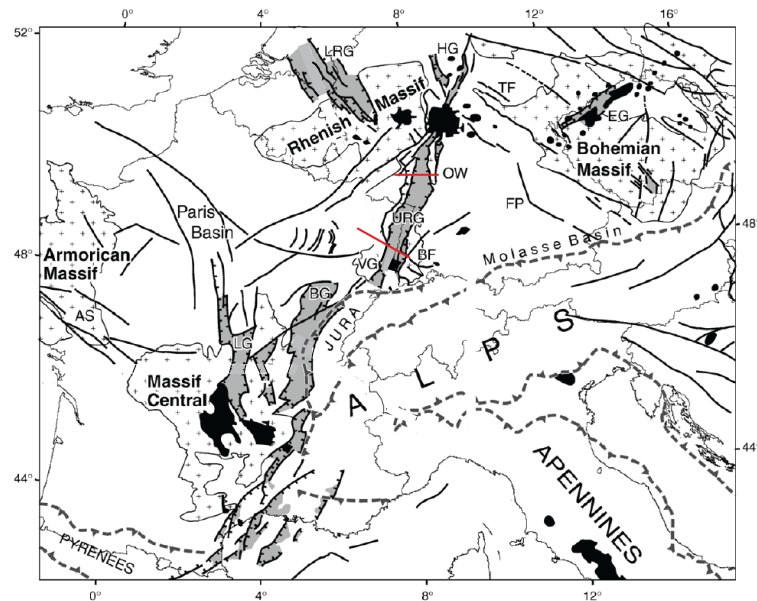 0° 4° 8° 12° 16°
52°
LRG HG
TF
Rhenish Massif
EG
Bohemian
Massif
OW
Paris
Basin
URG FP
48° 48°
Armorican
Massif
VG BF
Molasse Basin
BG
JURA
AS
LG
ALPS
Massif
Central
44° 44°
APENNINES
PYRENEES
0° 4° 8° 12°